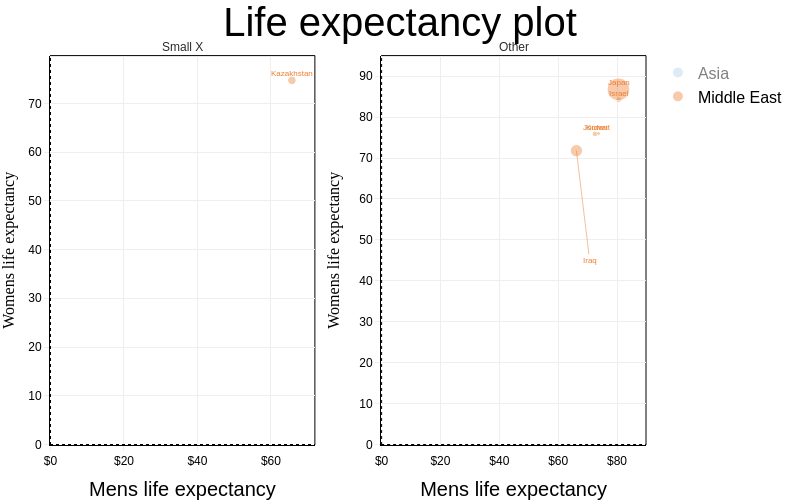 Life expectancy plot
Small X
Other
Asia
Middle East
Kazakhstan
Japan
Israel
Kuwait
Iraq
Womens life expectancy
70
60
50
40
30
20
10
0
$0
$20
$40
$60
Mens life expectancy
Womens life expectancy
90
80
70
60
50
40
30
20
10
0
$0
$20
$40
$60
$80
Mens life expectancy